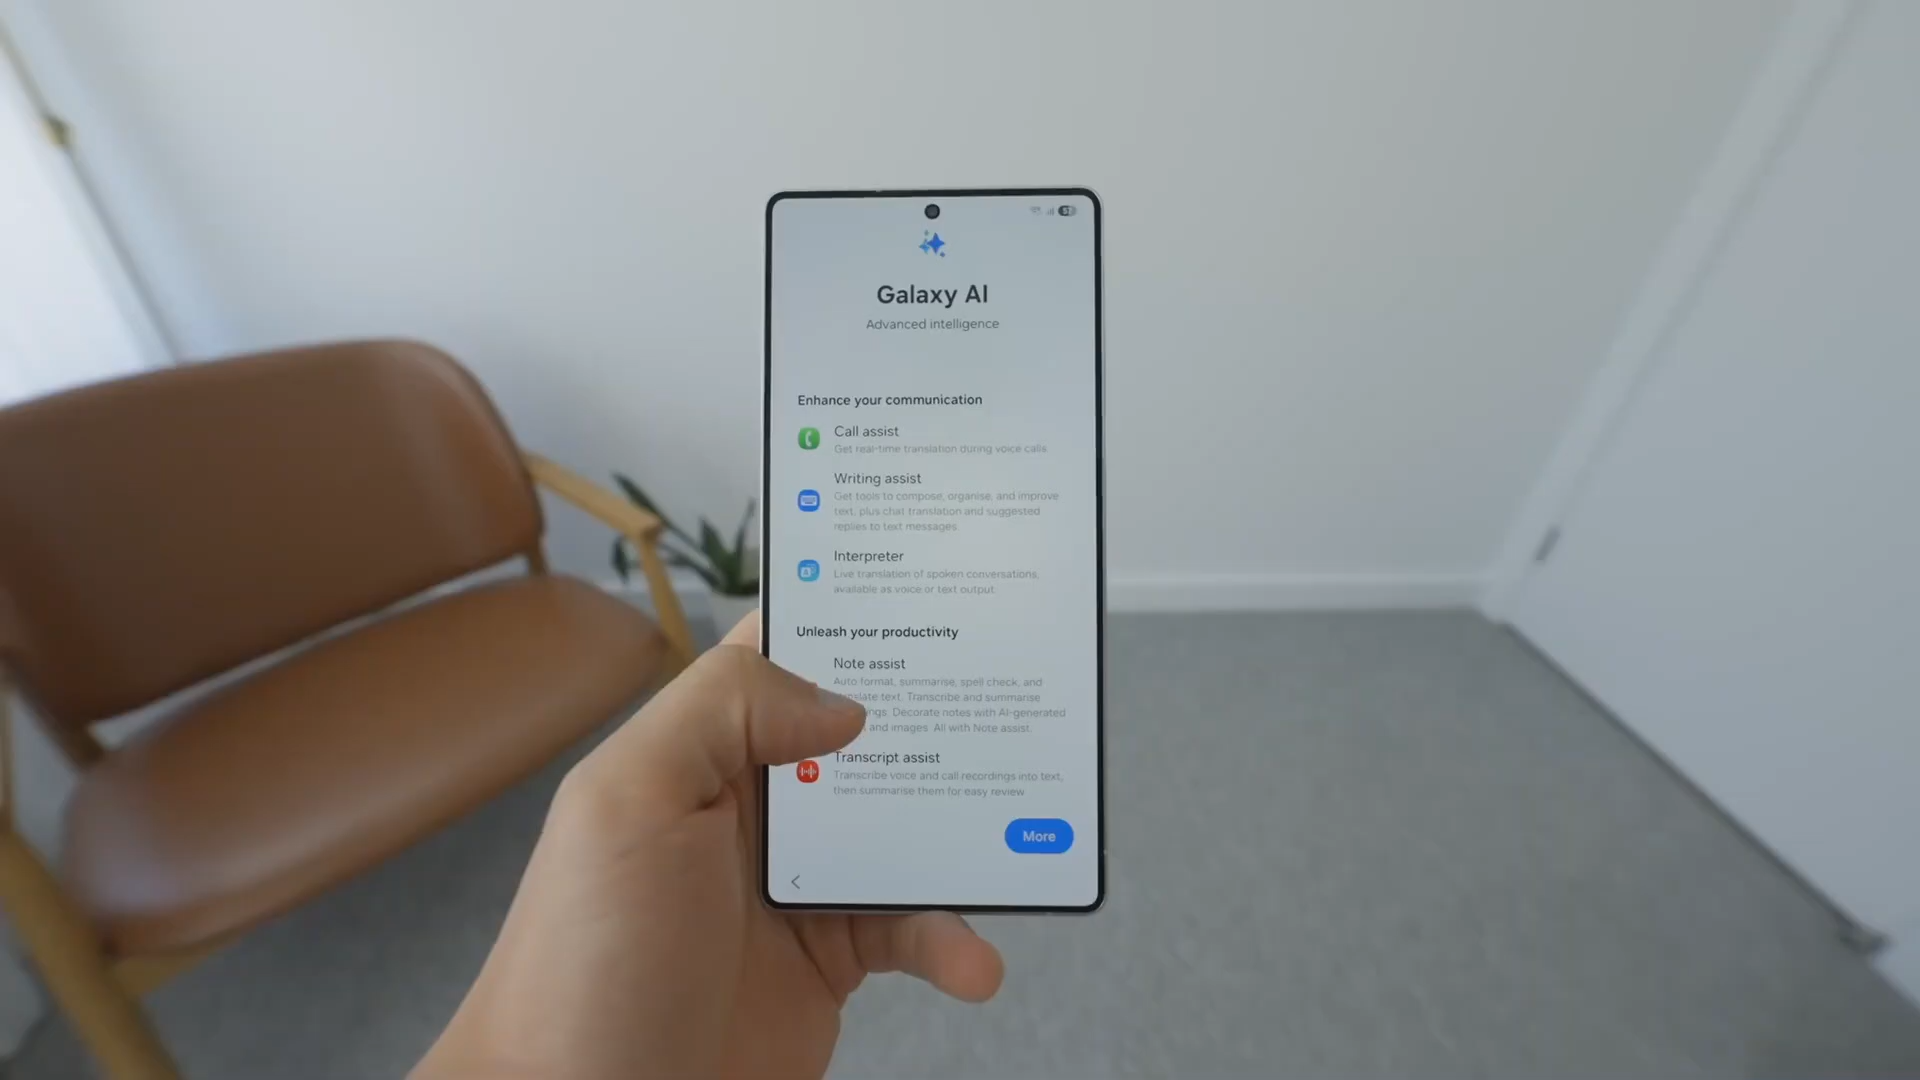 Galaxy AI
Advanced intelligence
Enhance your communication
Call assist
Get real-time translation during voice calls.
Writing assist
Get tools to compose, organise, and improve
text, plus chat translation and suggested
replies to text messages.
Interpreter
Live translation of spoken conversations,
available as voice or text output.
Unleash your productivity
Note assist
Auto format, summarise, spell check, and
text. Transcribe and summarise
Decorate notes with AI-generated
and images. All with Note assist.
Transcript assist
Transcribe voice and call recordings into text,
then summarise them for easy review.
More